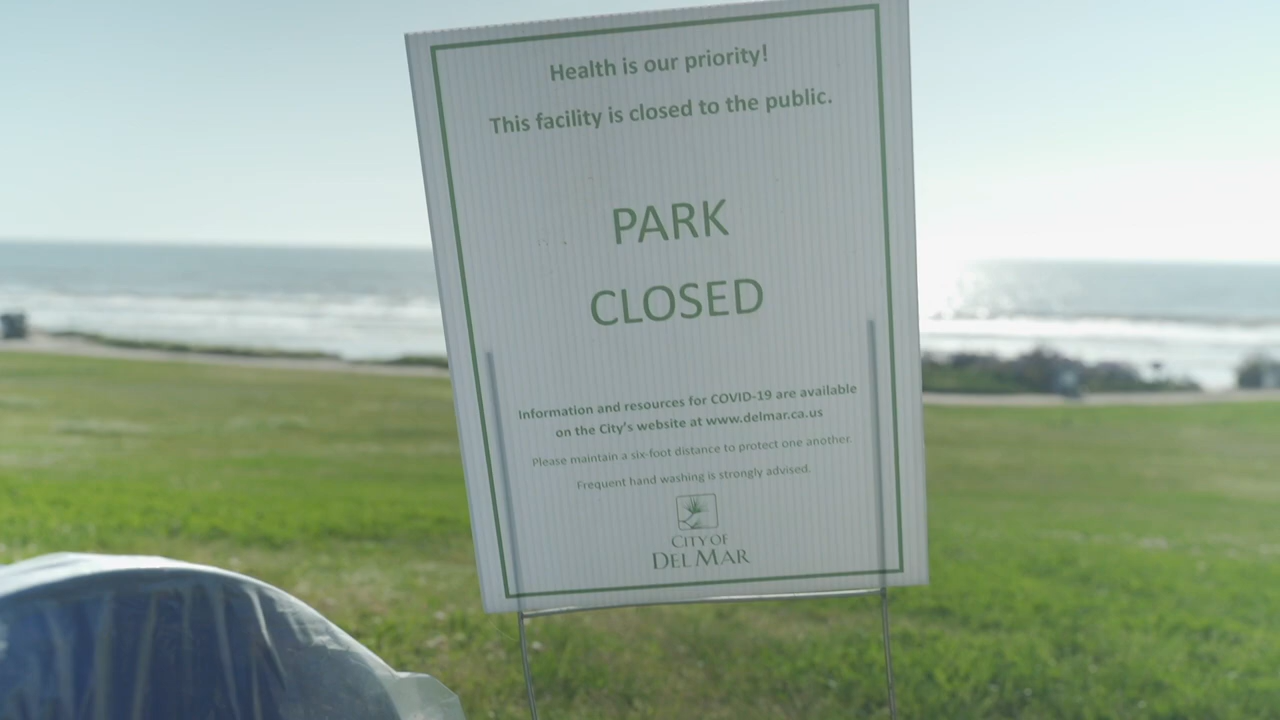 Health is our priority!
This facility is closed to the public.
PARK
CLOSED
Information and resources for COVID-19 are available
on the City's website at www.delmar.ca.us
Please maintain a six-foot distance to protect one another.
Frequent hand washing is strongly advised.
CITY OF
DEL MAR